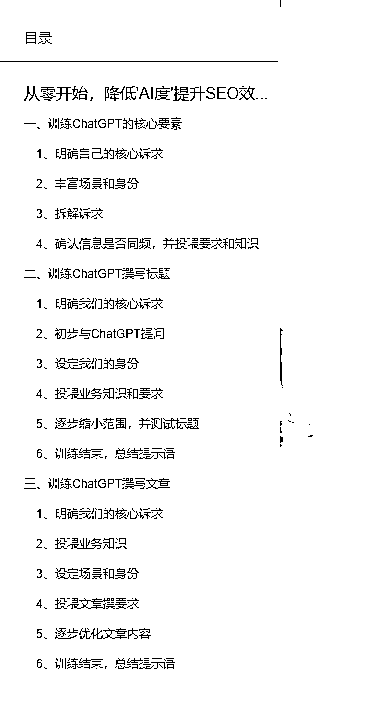 目录
从零开始，降低'AI度'提升SEO效...
一、训练ChatGPT的核心要素
1、明确自己的核心诉求
2、丰富场景和身份
3、拆解诉求
4、确认信息是否同频，并投喂要求和知识
二、训练ChatGPT撰写标题
1、明确我们的核心诉求
2、初步与ChatGPT提问
3、设定我们的身份
4、投喂业务知识和要求
5、逐步缩小范围，并测试标题
6、训练结束，总结提示语
三、训练ChatGPT撰写文章
1、明确我们的核心诉求
2、投喂业务知识
3、设定场景和身份
4、投喂文章撰要求
5、逐步优化文章内容
6、训练结束，总结提示语